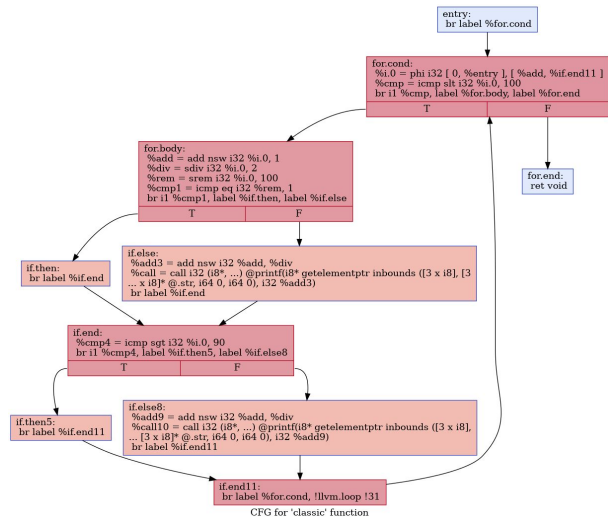 entry:
br label %for.cond
for.cond:
%i.0 = phi i32 [ 0, %entry ], [ %add, %if.end11 ]
%cmp = icmp slt i32 %i.0, 100
br i1 %cmp, label %for.body, label %for.end
T F
for.body:
%add = add nsw i32 %i.0, 1
%div = sdiv i32 %i.0, 2
%rem = srem i32 %i.0, 100
%cmp1 = icmp eq i32 %rem, 1
br i1 %cmp1, label %if.then, label %if.else
T F
for.end:
ret void
if.then:
br label %if.end
if.else:
%add3 = add nsw i32 %add, %div
%call = call i32 (i8*, ...) @printf(i8* getelementptr inbounds ([3 x i8], [3
... x i8]* @.str, i64 0, i64 0), i32 %add3)
br label %if.end
if.end:
%cmp4 = icmp sgt i32 %i.0, 90
br i1 %cmp4, label %if.then5, label %if.else8
T F
if.then5:
br label %if.end11
if.else8:
%add9 = add nsw i32 %add, %div
%call10 = call i32 (i8*, ...) @printf(i8* getelementptr inbounds ([3 x i8],
... [3 x i8]* @.str, i64 0, i64 0), i32 %add9)
br label %if.end11
if.end11:
br label %for.cond, !llvm.loop !31
CFG for 'classic' function